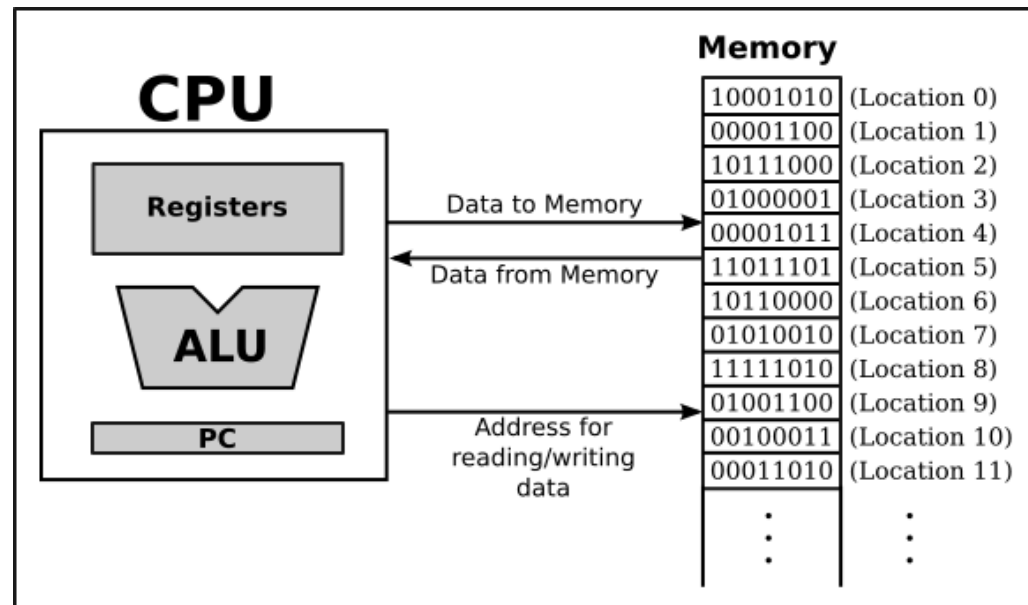 CPU
Registers
ALU
PC
Data to Memory
Data from Memory
Address for
reading/writing
data
Memory
10001010 (Location 0)
00001100 (Location 1)
10111000 (Location 2)
01000001 (Location 3)
00001011 (Location 4)
11011101 (Location 5)
10110000 (Location 6)
01010010 (Location 7)
11111010 (Location 8)
01001100 (Location 9)
00100011 (Location 10)
00011010 (Location 11)